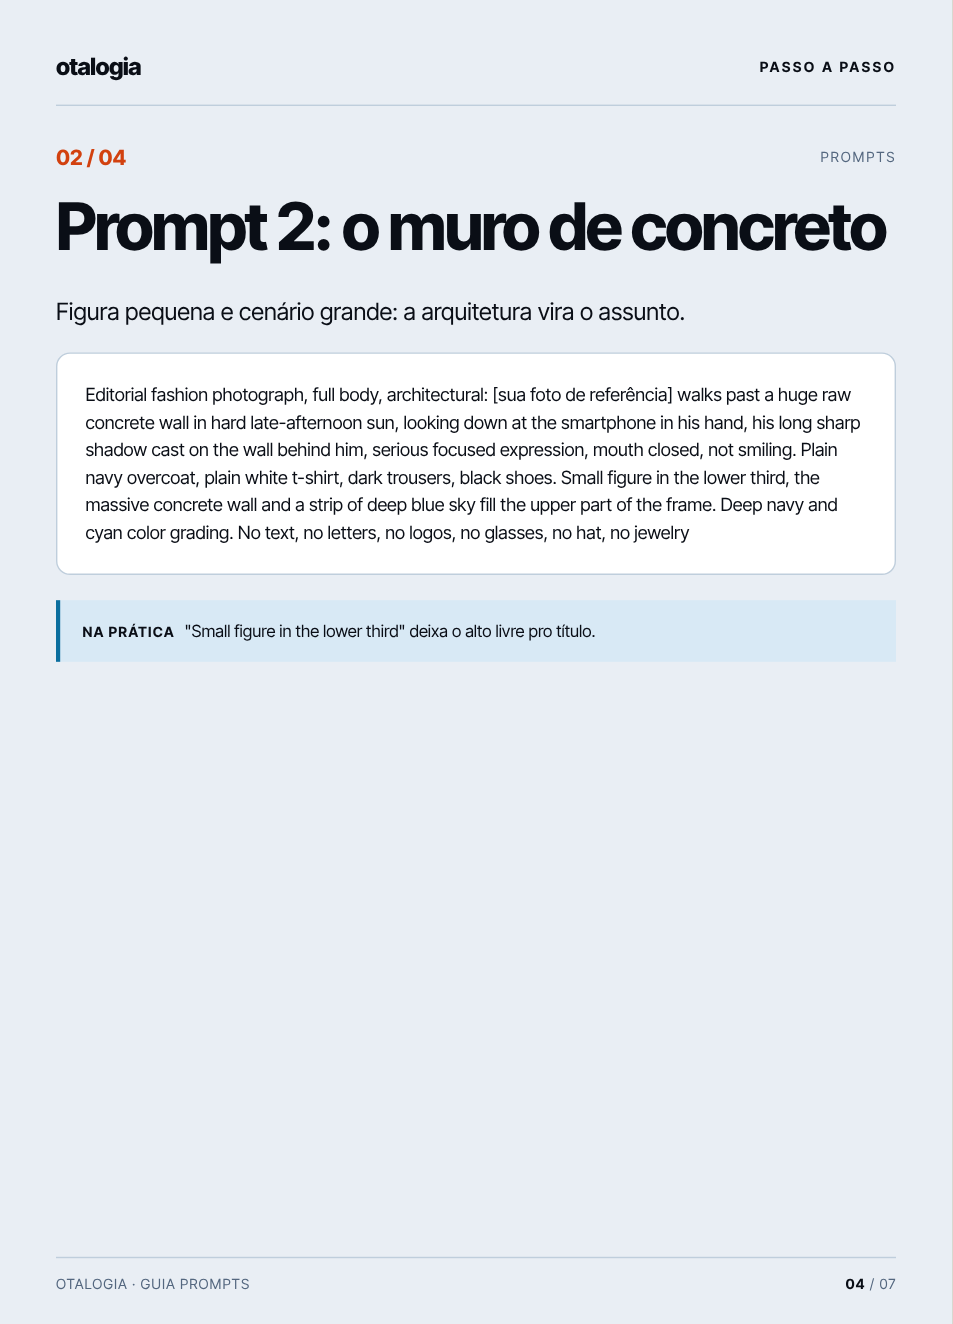 otalogia
PASSO A PASSO
02 / 04
PROMPTS
Prompt 2: o muro de concreto
Figura pequena e cenário grande: a arquitetura vira o assunto.
Editorial fashion photograph, full body, architectural: [sua foto de referência] walks past a huge raw
concrete wall in hard late-afternoon sun, looking down at the smartphone in his hand, his long sharp
shadow cast on the wall behind him, serious focused expression, mouth closed, not smiling. Plain
navy overcoat, plain white t-shirt, dark trousers, black shoes. Small figure in the lower third, the
massive concrete wall and a strip of deep blue sky fill the upper part of the frame. Deep navy and
cyan color grading. No text, no letters, no logos, no glasses, no hat, no jewelry
NA PRÁTICA "Small figure in the lower third" deixa o alto livre pro título.
OTALOGIA · GUIA PROMPTS
04 / 07